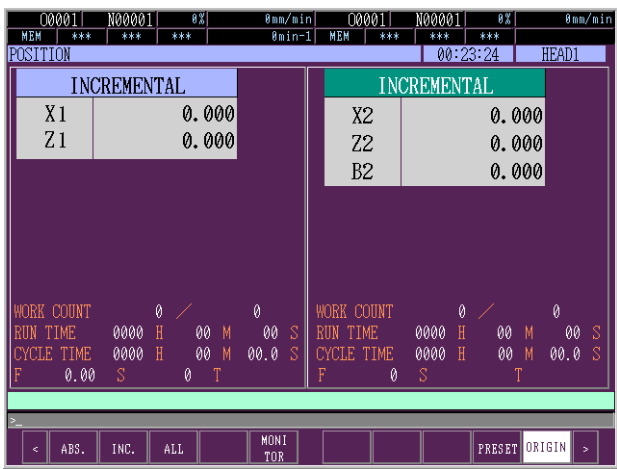 O0001 N00001 0% 0mm/min O0001 N00001 0% 0mm/min
MEM *** *** *** 0min-1 MEM *** *** ***
POSITION 00:23:24 HEAD1
INCREMENTAL INCREMENTAL
X1 0.000 X2 0.000
Z1 0.000 Z2 0.000
B2 0.000
WORK COUNT 0 / 0 WORK COUNT 0 / 0
RUN TIME 0000 H 00 M 00 S RUN TIME 0000 H 00 M 00 S
CYCLE TIME 0000 H 00 M 00.0 S CYCLE TIME 0000 H 00 M 00.0 S
F 0.00 S 0 T F 0 S T
>_
< ABS. INC. ALL MONI PRESET ORIGIN >
TOR